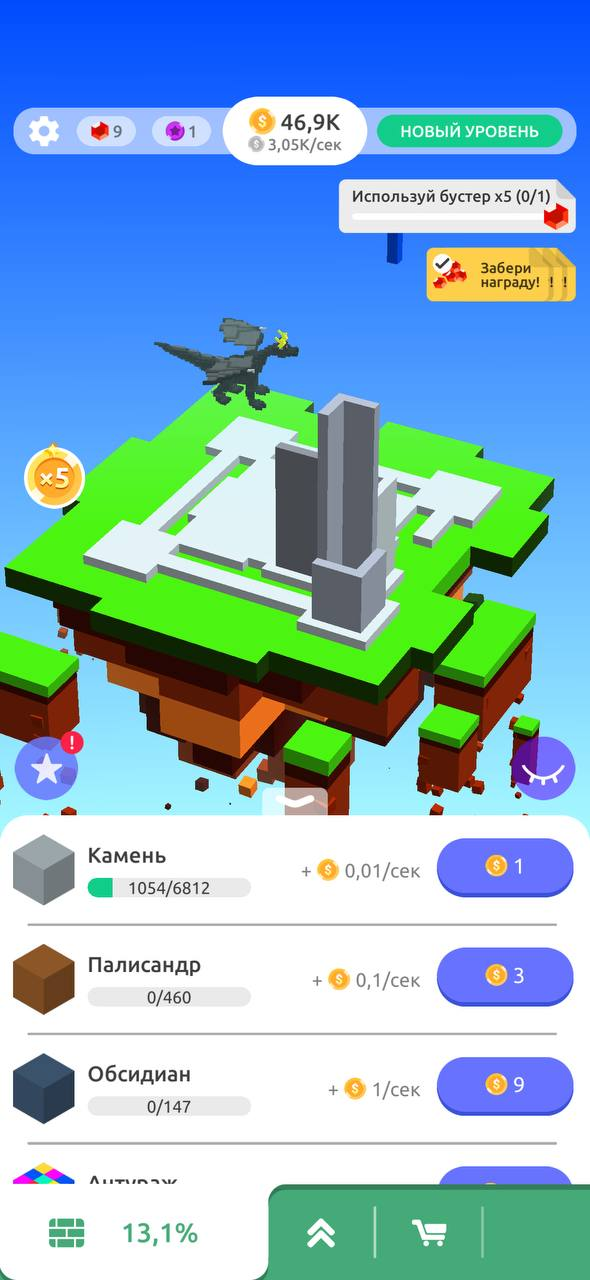 9
1
46,9K
3,05K/сек
НОВЫЙ УРОВЕНЬ
Используй бустер x5 (0/1)
Забери
награду! ! !
x5
!
Камень
1054/6812
+ 0,01/сек
1
Палисандр
0/460
+ 0,1/сек
3
Обсидиан
0/147
+ 1/сек
9
Антураж
13,1%